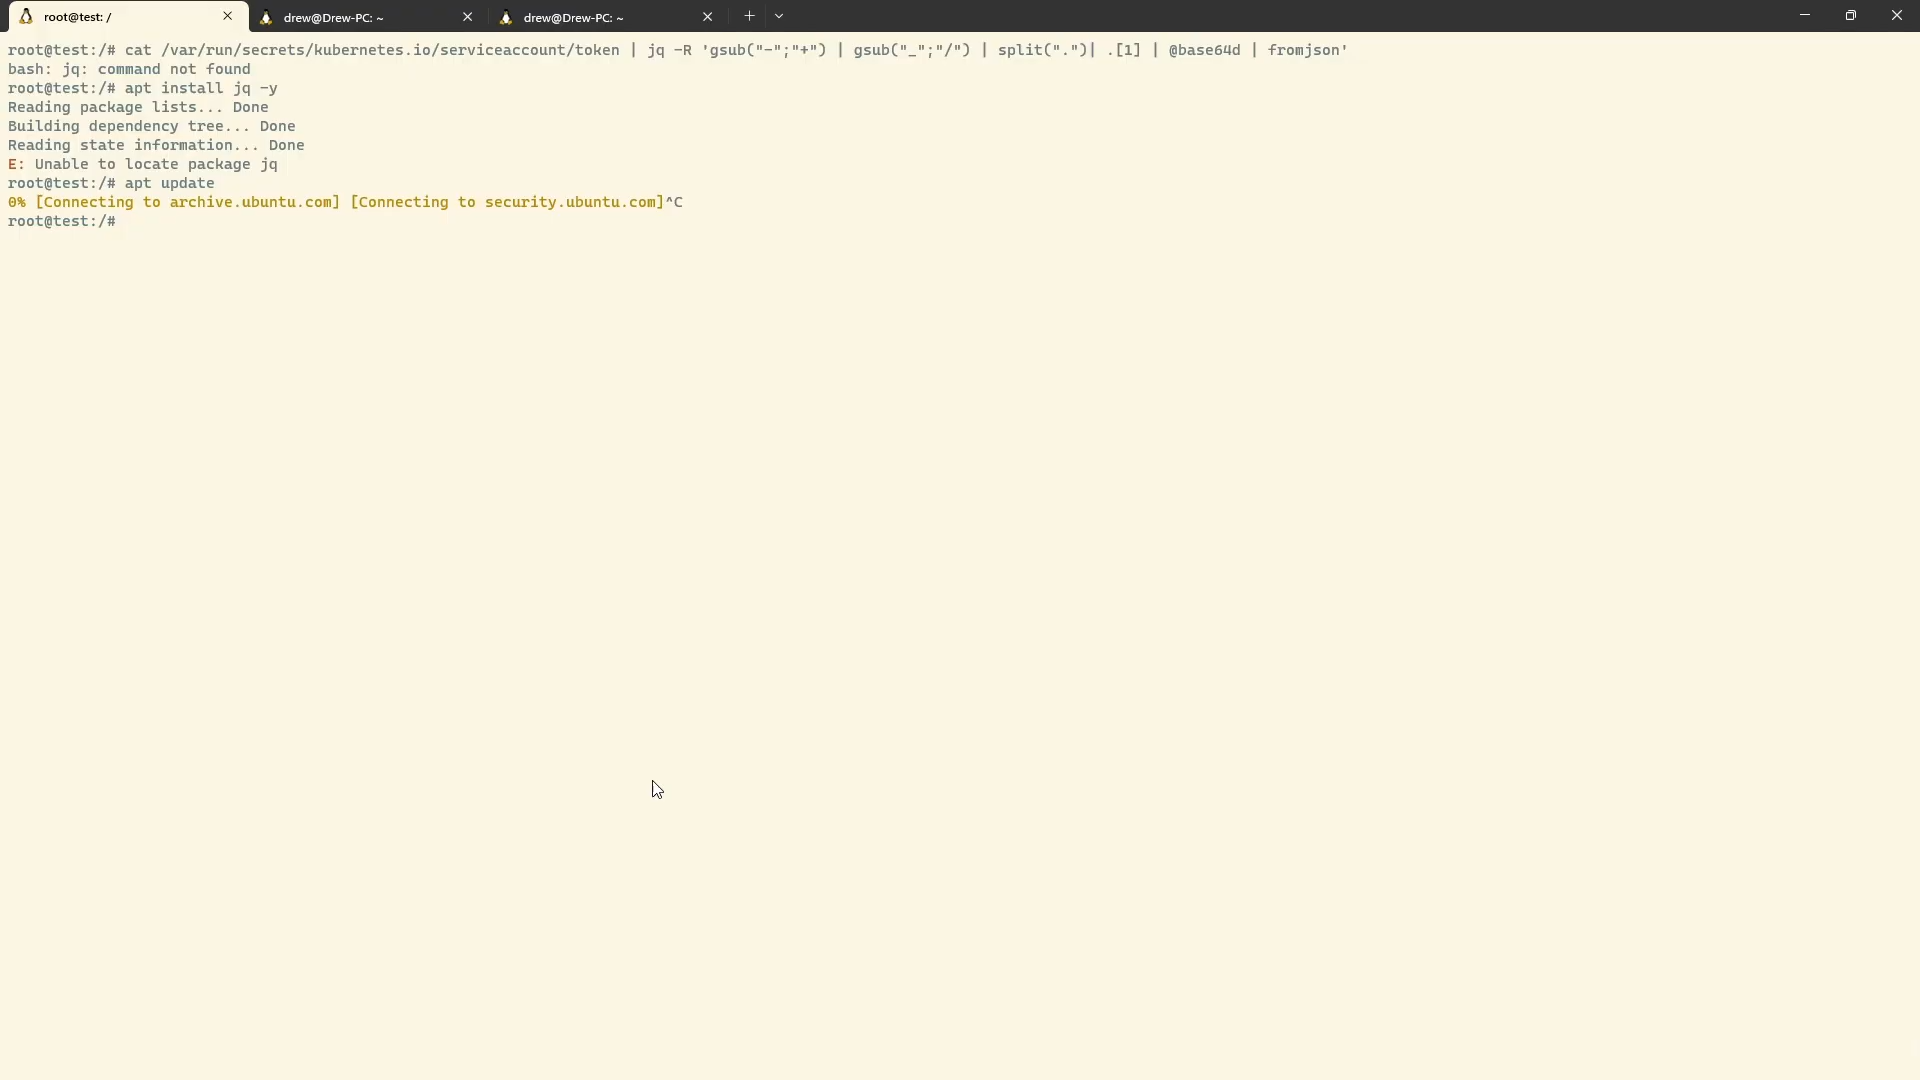 root@test: /
drew@Drew-PC: ~
drew@Drew-PC: ~
root@test:/# cat /var/run/secrets/kubernetes.io/serviceaccount/token | jq -R 'gsub("-";"+") | gsub("_";"/") | split(".")| .[1] | @base64d | fromjson'
bash: jq: command not found
root@test:/# apt install jq -y
Reading package lists... Done
Building dependency tree... Done
Reading state information... Done
E: Unable to locate package jq
root@test:/# apt update
0% [Connecting to archive.ubuntu.com] [Connecting to security.ubuntu.com]^C
root@test:/#